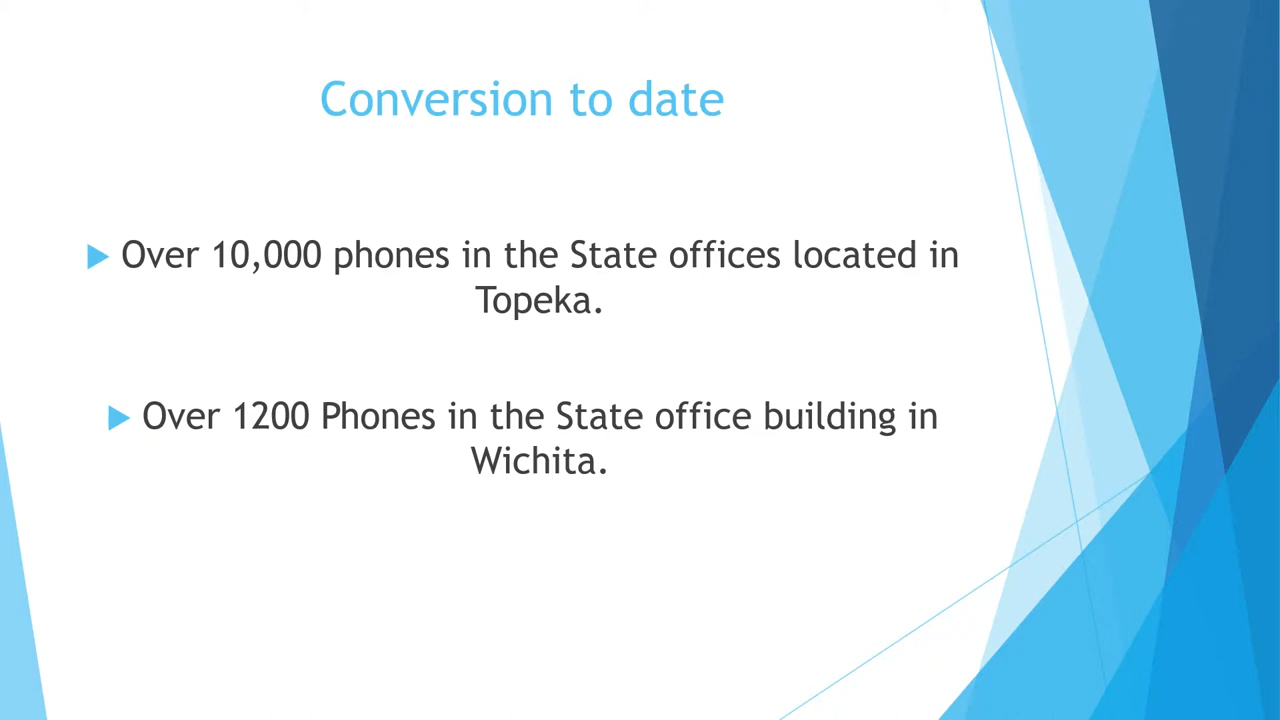 Conversion to date
Over 10,000 phones in the State offices located in
Topeka.
Over 1200 Phones in the State office building in
Wichita.